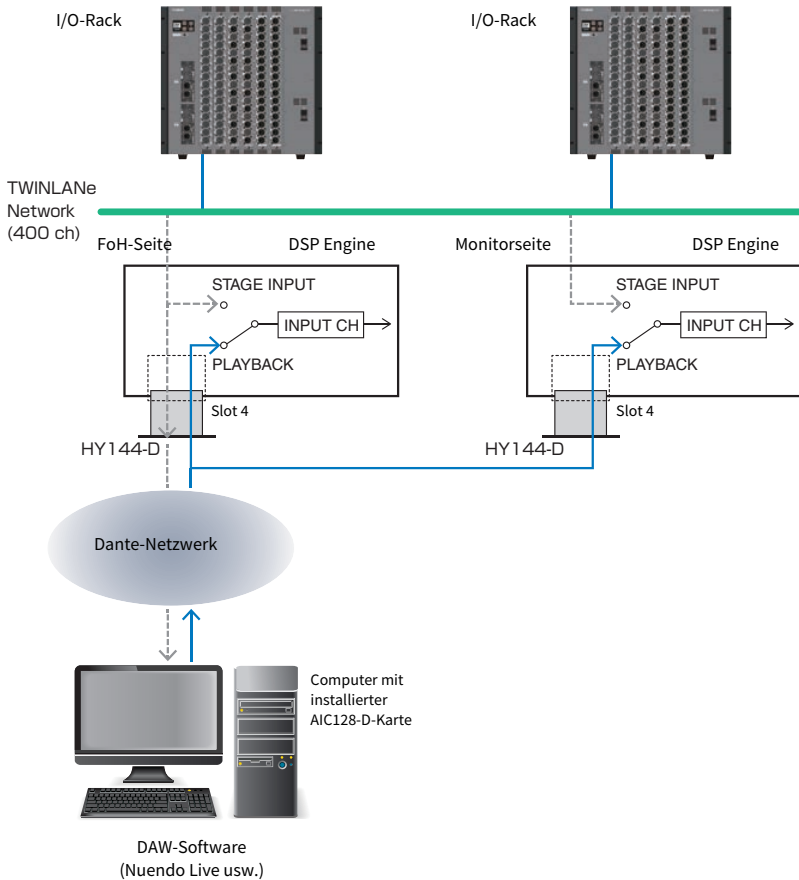 I/O-Rack
I/O-Rack
TWINLANe
Network
(400 ch)
FoH-Seite
DSP Engine
Monitorseite
DSP Engine
STAGE INPUT
STAGE INPUT
INPUT CH
INPUT CH
PLAYBACK
PLAYBACK
Slot 4
Slot 4
HY144-D
HY144-D
Dante-Netzwerk
Computer mit
installierter
AIC128-D-Karte
DAW-Software
(Nuendo Live usw.)